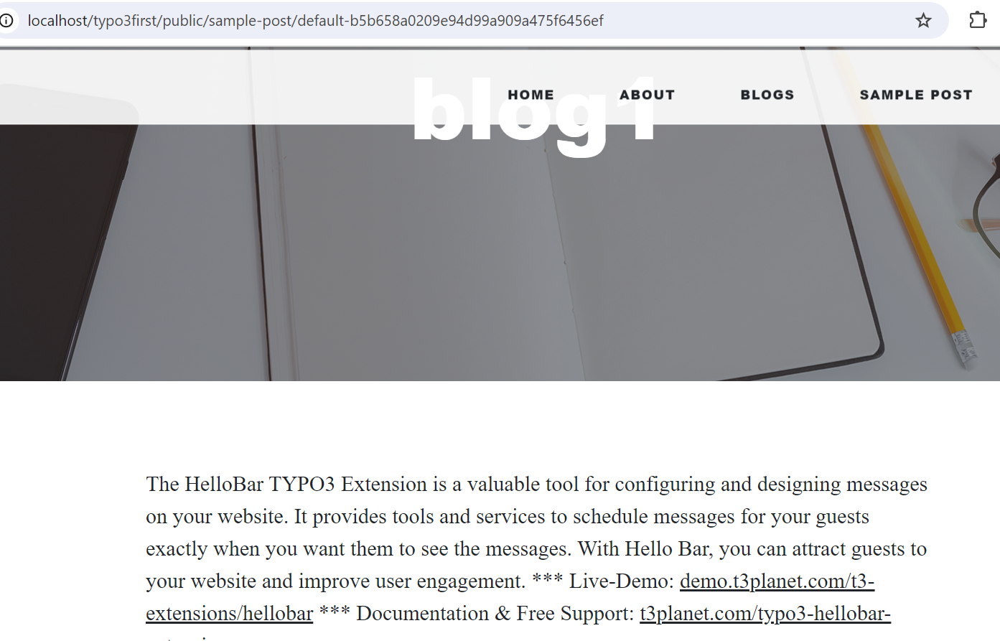 localhost/typo3first/public/sample-post/default-b5b658a0209e94d99a909a475f6456ef
HOME ABOUT BLOGS SAMPLE POST
blog1
The HelloBar TYPO3 Extension is a valuable tool for configuring and designing messages
on your website. It provides tools and services to schedule messages for your guests
exactly when you want them to see the messages. With Hello Bar, you can attract guests to
your website and improve user engagement. *** Live-Demo: demo.t3planet.com/t3-
extensions/hellobar *** Documentation & Free Support: t3planet.com/typo3-hellobar-